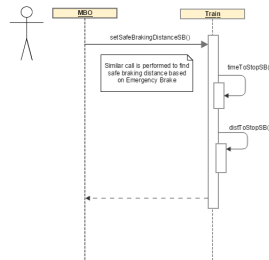 MBO
Train
setSafeBrakingDistanceSB()
Similar call is performed to find
safe braking distance based
on Emergency Brake
timeToStopSB(
distToStopSB(